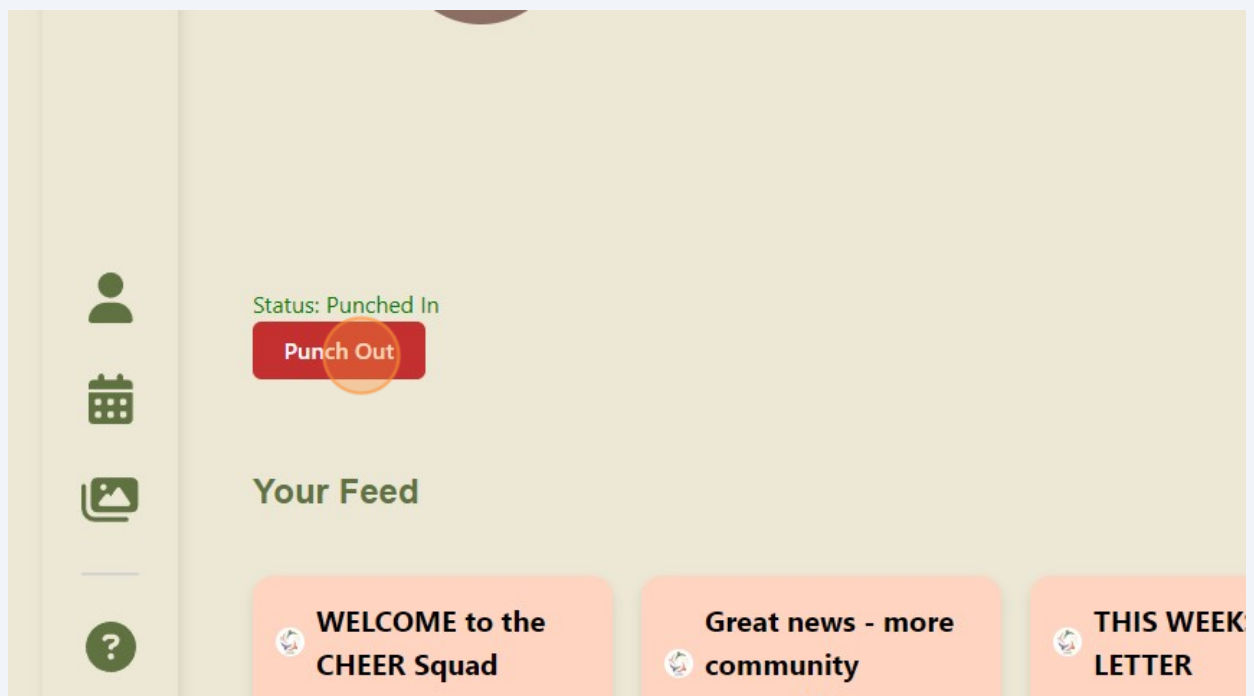 Status: Punched In
Punch Out
Your Feed
WELCOME to the
CHEER Squad
Great news - more
community
THIS WEEK
LETTER
?